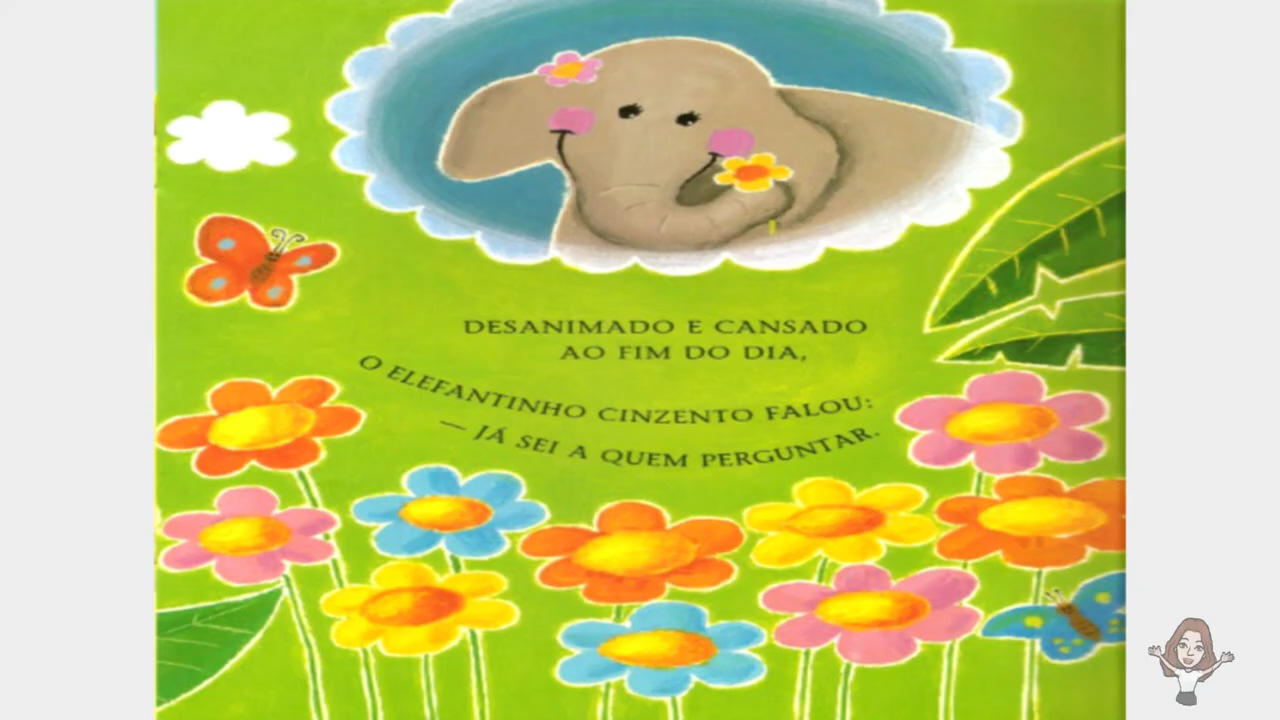 DESANIMADO E CANSADO
AO FIM DO DIA,
O ELEFANTINHO CINZENTO FALOU:
— JÁ SEI A QUEM PERGUNTAR.